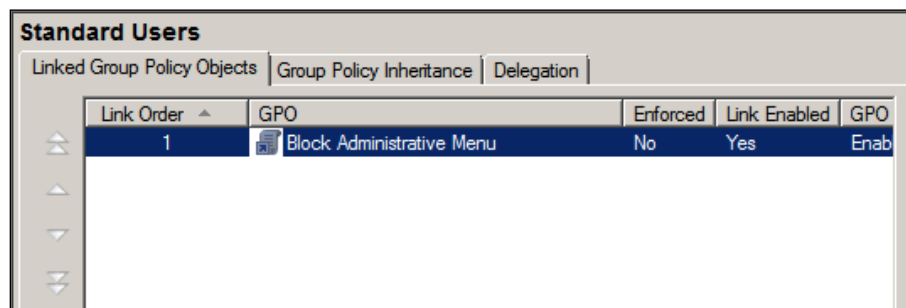 Standard Users
Linked Group Policy Objects Group Policy Inheritance Delegation
Link Order GPO Enforced Link Enabled GPO
1 Block Administrative Menu No Yes Enab